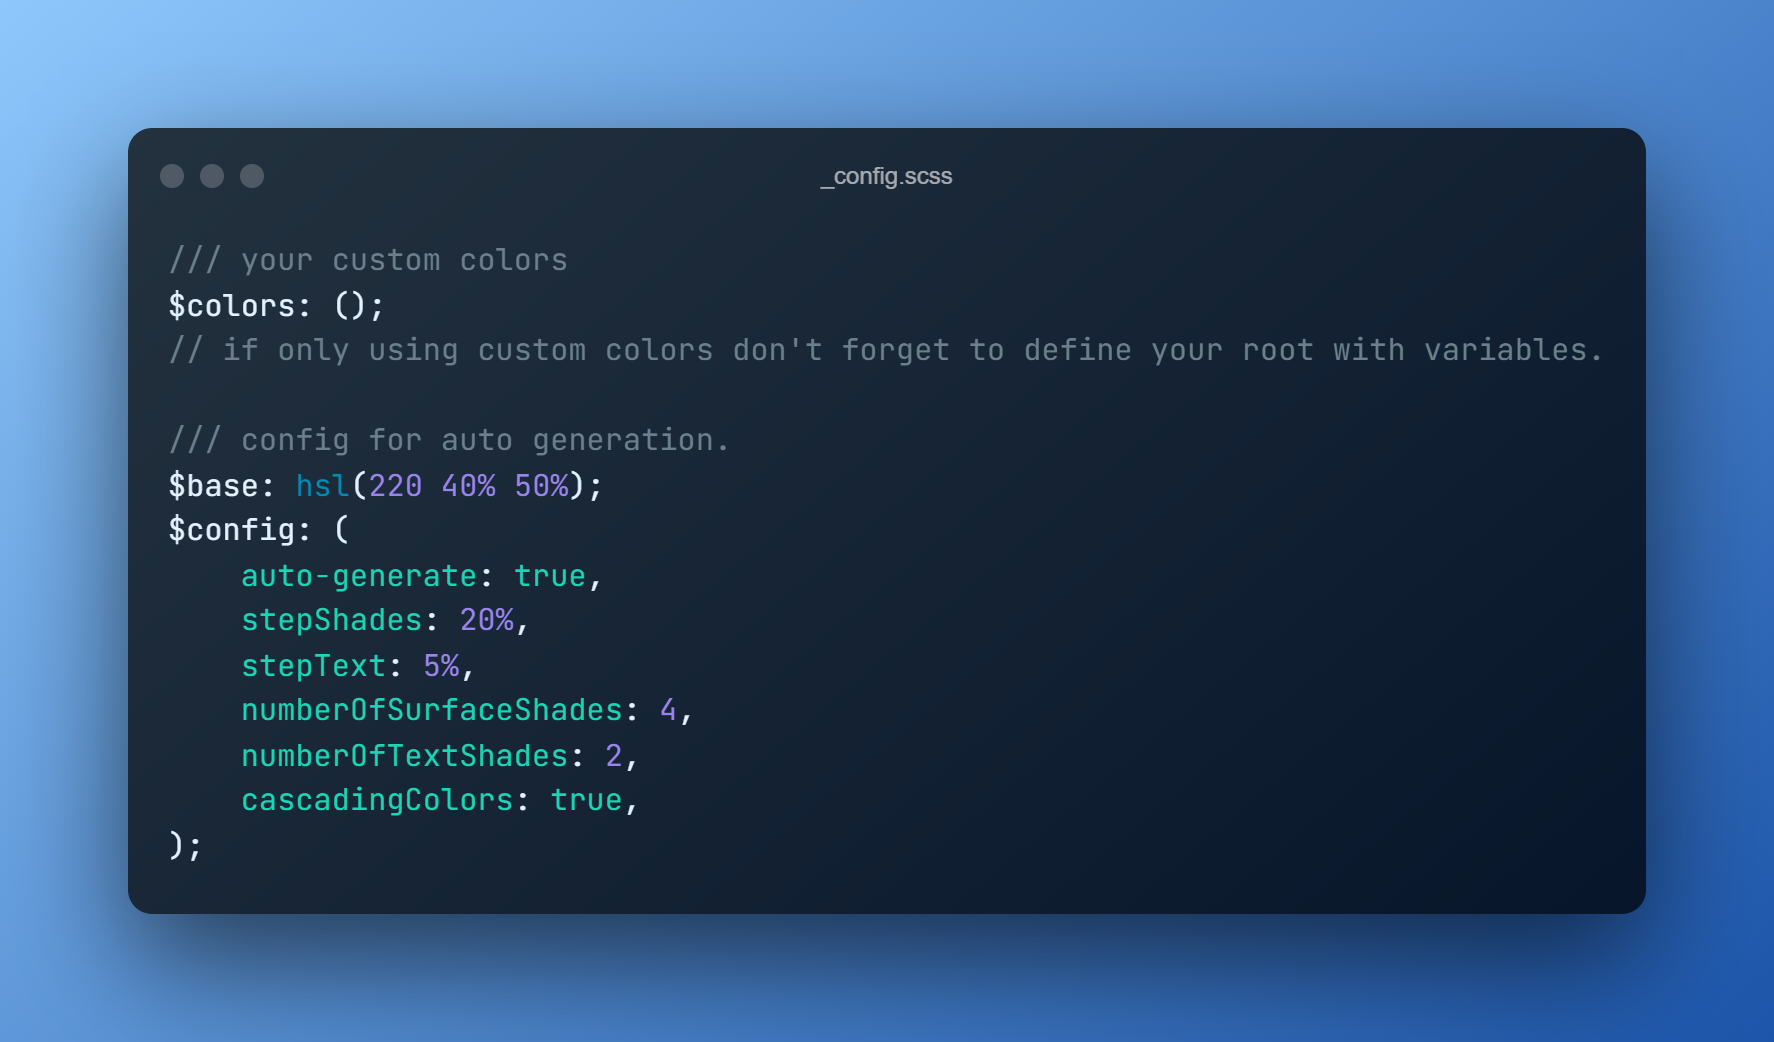 _config.scss
/// your custom colors
$colors: ();
// if only using custom colors don't forget to define your root with variables.
/// config for auto generation.
$base: hsl(220 40% 50%);
$config: (
    auto-generate: true,
    stepShades: 20%,
    stepText: 5%,
    numberOfSurfaceShades: 4,
    numberOfTextShades: 2,
    cascadingColors: true,
);